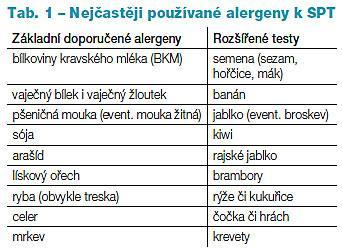 Tab. 1 – Nejčastěji používané alergeny k SPT
Základní doporučené alergeny Rozšířené testy
bílkoviny kravského mléka (BKM) semena (sezam, hořčice, mák)
vaječný bílek i vaječný žloutek banán
pšeničná mouka (event. mouka žitná) jablko (event. broskev)
sója kiwi
arašíd rajské jablko
lískový ořech brambory
ryba (obvykle treska) rýže či kukuřice
celer čočka či hrách
mrkev krevety